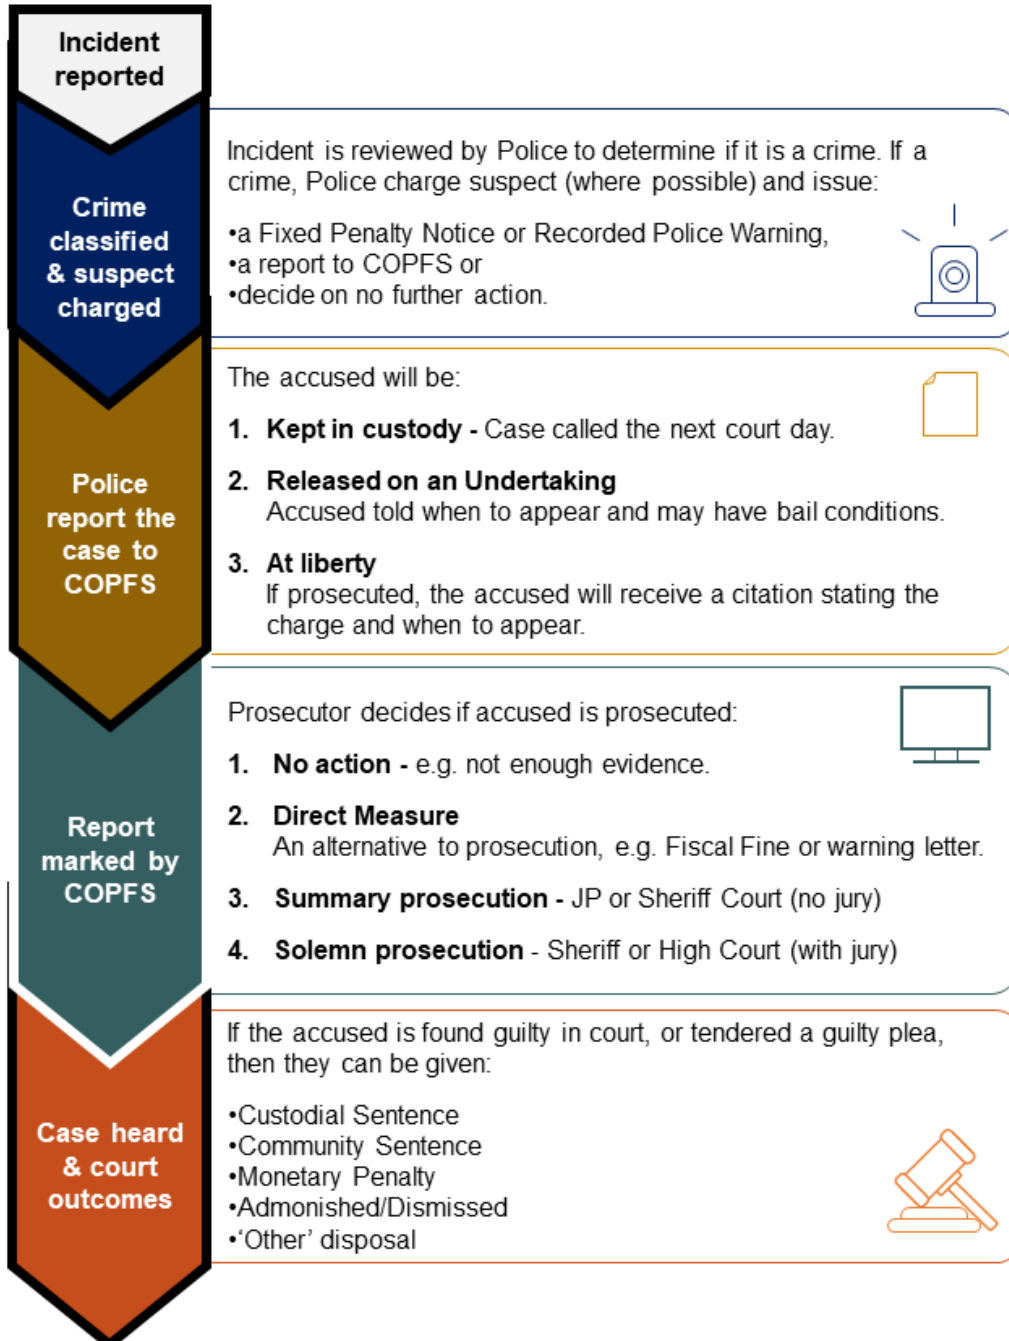 Incident
reported
Crime
classified
& suspect
charged
Incident is reviewed by Police to determine if it is a crime. If a
crime, Police charge suspect (where possible) and issue:
•a Fixed Penalty Notice or Recorded Police Warning,
•a report to COPFS or
•decide on no further action.
Police
report the
case to
COPFS
The accused will be:
1. Kept in custody - Case called the next court day.
2. Released on an Undertaking
Accused told when to appear and may have bail conditions.
3. At liberty
If prosecuted, the accused will receive a citation stating the
charge and when to appear.
Report
marked by
COPFS
Prosecutor decides if accused is prosecuted:
1. No action - e.g. not enough evidence.
2. Direct Measure
An alternative to prosecution, e.g. Fiscal Fine or warning letter.
3. Summary prosecution - JP or Sheriff Court (no jury)
4. Solemn prosecution - Sheriff or High Court (with jury)
Case heard
& court
outcomes
If the accused is found guilty in court, or tendered a guilty plea,
then they can be given:
•Custodial Sentence
•Community Sentence
•Monetary Penalty
•Admonished/Dismissed
•‘Other’ disposal